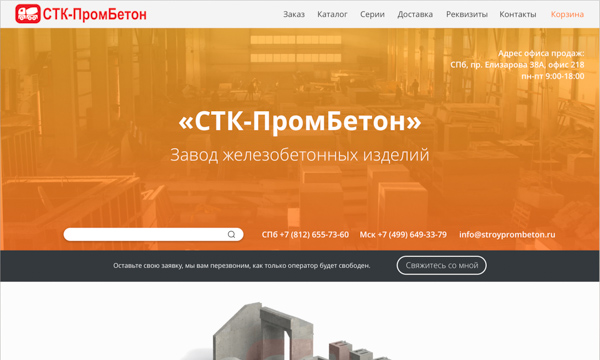 СТК-ПромБетон
Заказ Каталог Серии Доставка Реквизиты Контакты Корзина
Адрес офиса продаж:
СПб, пр. Елизарова 38А, офис 218
пн-пт 9:00-18:00
«СТК-ПромБетон»
Завод железобетонных изделий
СПб +7 (812) 655-73-60 Мск +7 (499) 649-33-79 info@stroyprombeton.ru
Оставьте свою заявку, мы вам перезвоним, как только оператор будет свободен. Свяжитесь со мной